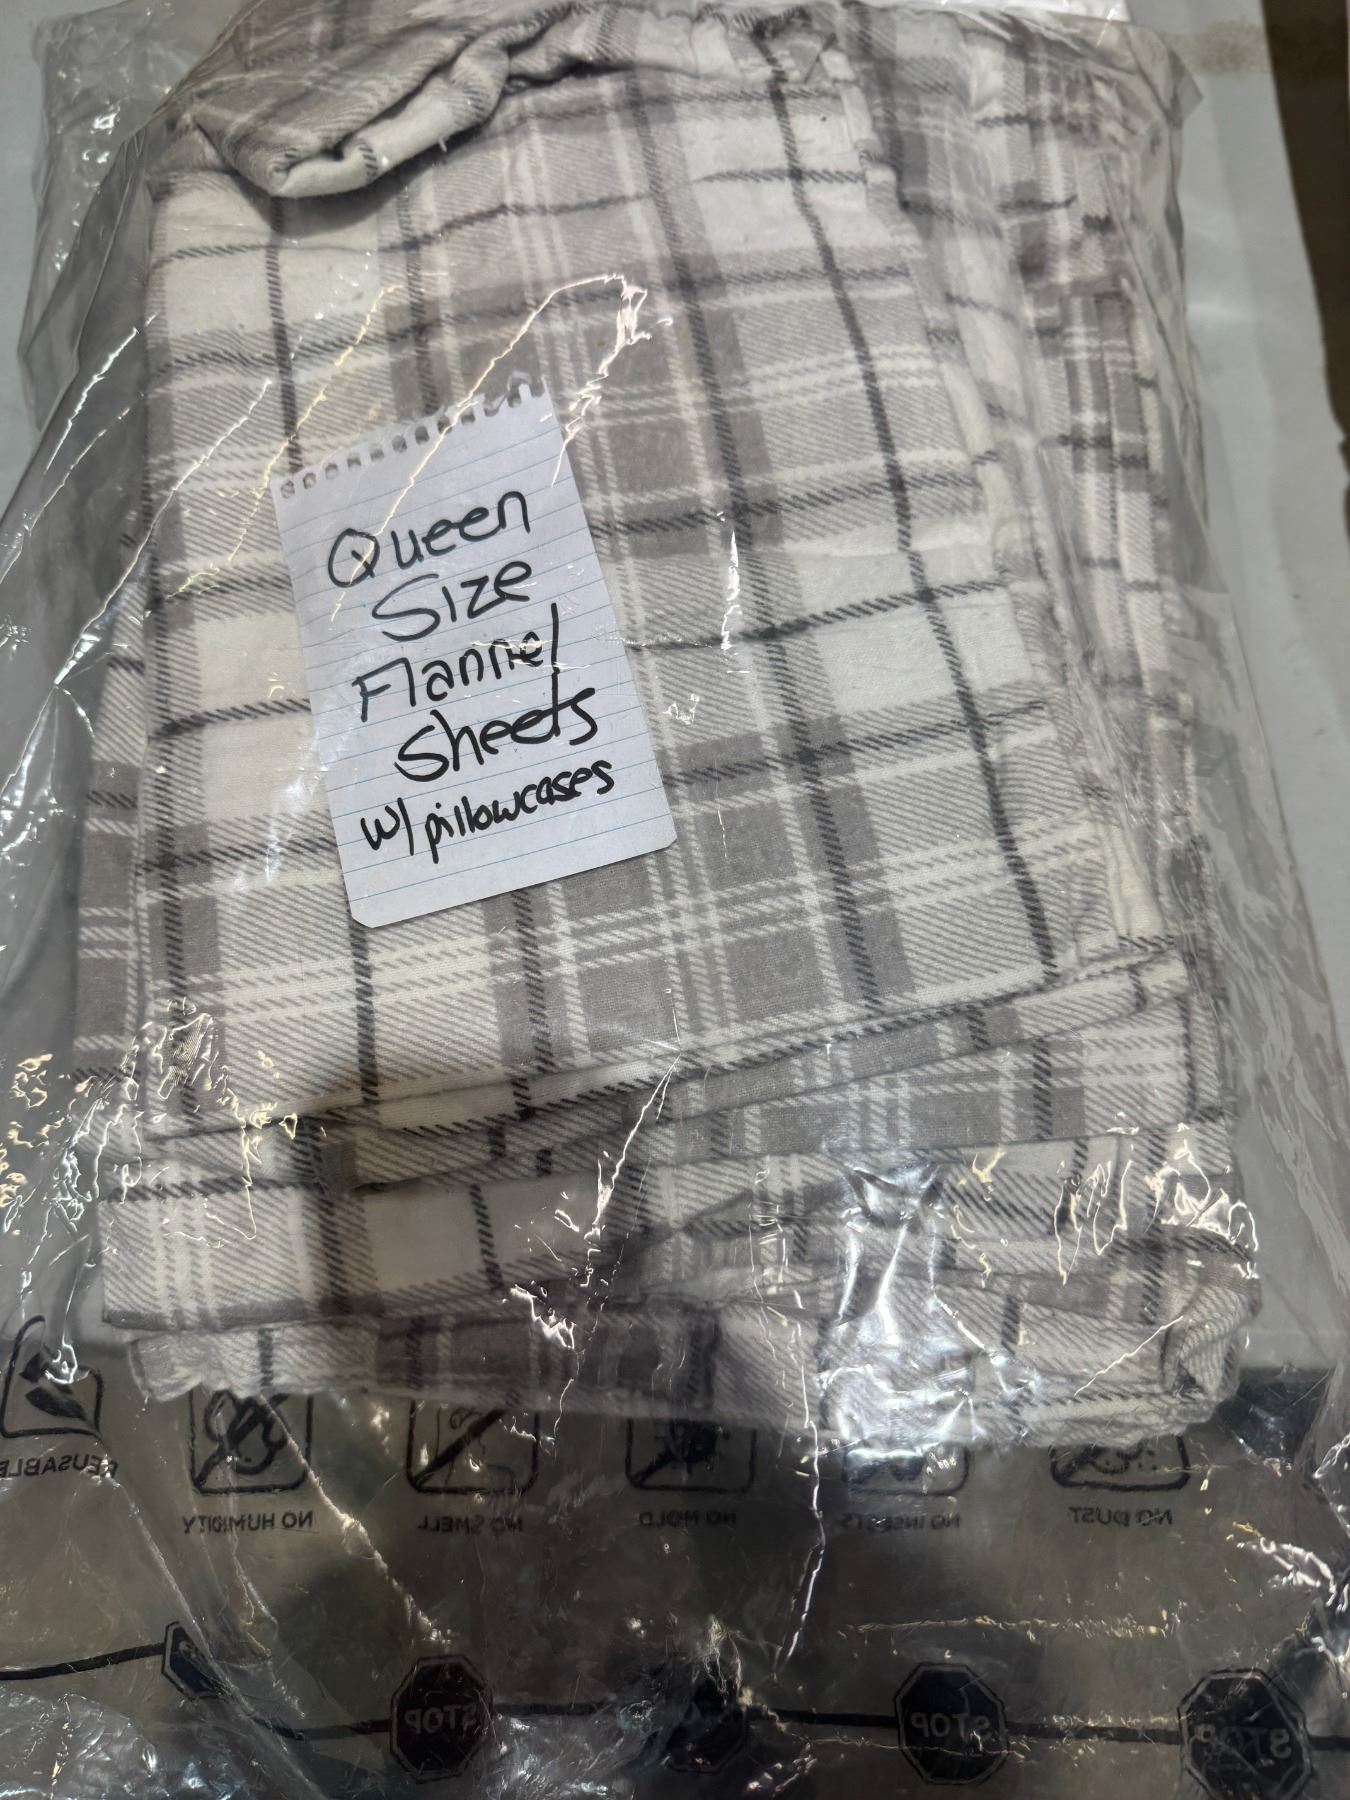 Queen
Size
Flannel
Sheets
w/ pillowcases
REUSABLE
NO HUMIDITY
NO SMELL
NO MOLD
NO INSECTS
NO DUST
STOP
STOP
STOP